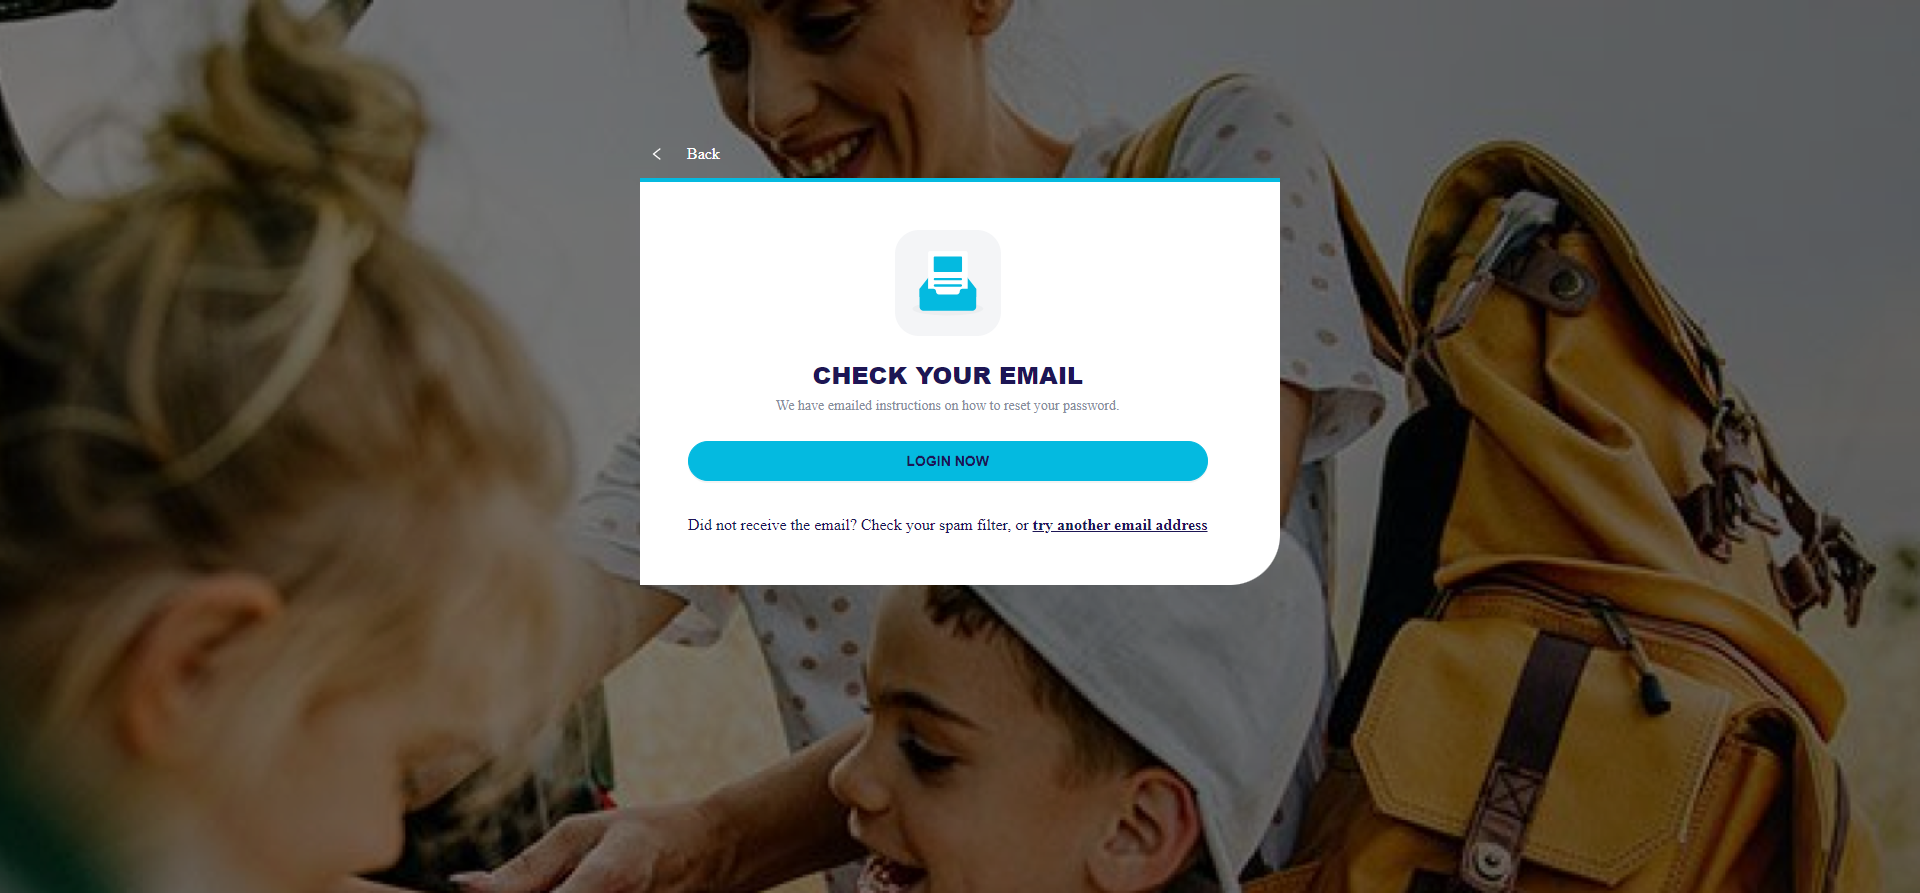 Back
CHECK YOUR EMAIL
We have emailed instructions on how to reset your password.
LOGIN NOW
Did not receive the email? Check your spam filter, or try another email address